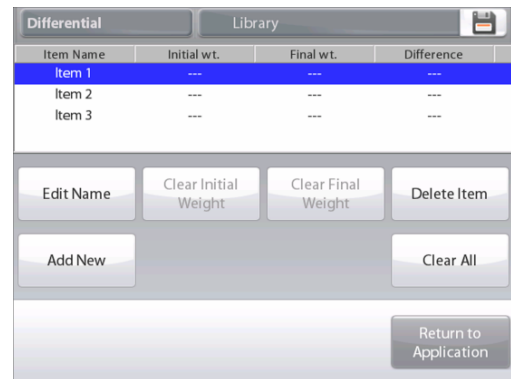 Differential Library
Item Name Initial wt. Final wt. Difference
Item 1 --- --- ---
Item 2 --- --- ---
Item 3 --- --- ---
Edit Name
Clear Initial
Weight
Clear Final
Weight
Delete Item
Add New
Clear All
Return to
Application